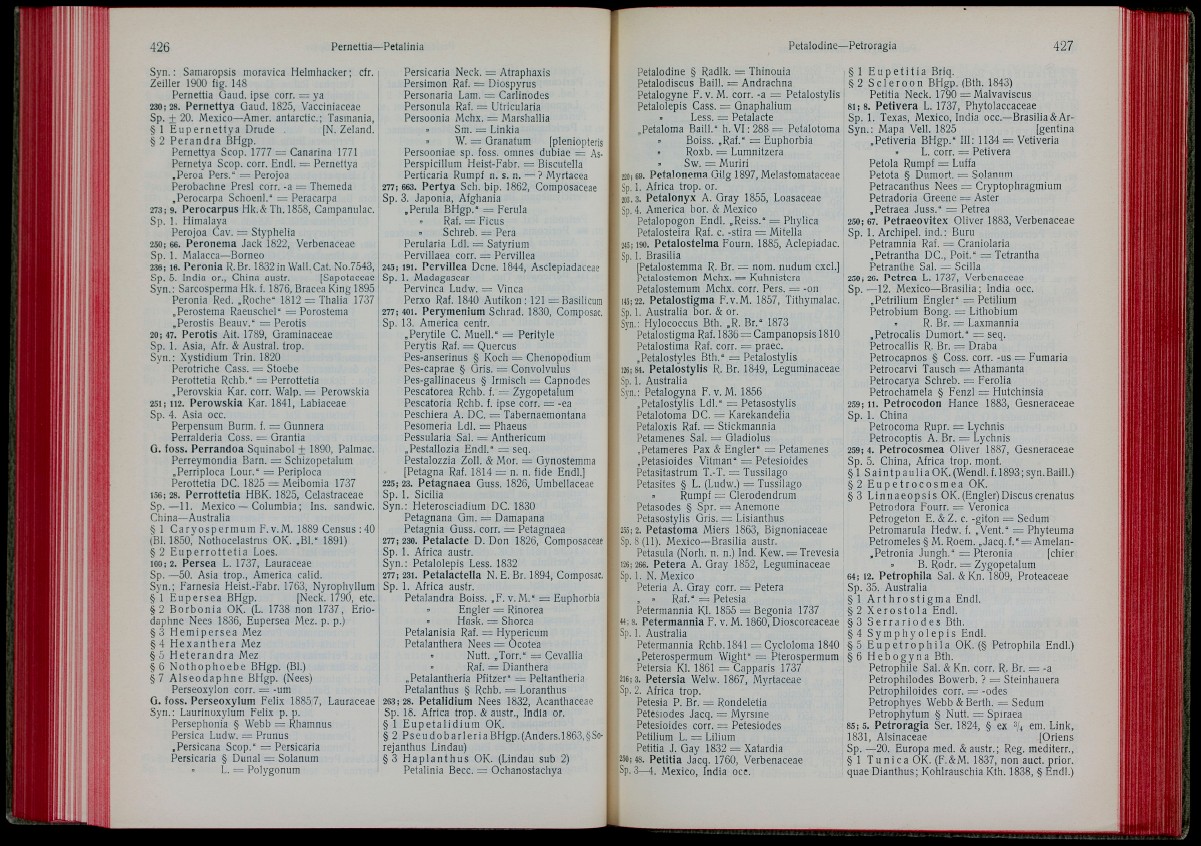 426
Pernettia—Petalinia
Syn.: Samaropsis moravica Helmhacker; cfr.
Zeiller 1900 fig. 148
Pernettia Gaud. ipse corr. = ya
230; 28. Pernettya Gaud. 1825, Vacciniaceae
Sp. ± 20. Mexico—Amer. antarctic.; Tasmania,
§ 1 Eupernettya Drude . [N. Zeland.
§ 2 Perandra BHgp.
Pernettya Scop. 1777 = Canarina 1771
Pernetya Scop. corr. Endl. = Pernettya
„Peroa Pers.“ = Perojoa
Perobachne Presl corr. -a = Themeda
„Perocarpa Schoenl.“ = Peracarpa
273; 9. Perocarpus Hk. & Th. 1858, Campanulac.
Sp. 1. Himalaya
Perojoa Cav. = Styphelia
250; 66. Peronema Jack 1822, Verbenaceae
Sp. 1. Malacca—Borneo
236; 16. Peronia R. Br. 1832 in Wall. Cat. No. 7543,
Sp. 5. India or., China austr. [Sapotaceae
Syn.: Sarcosperma Hk. f. 1876, Bracea King 1895
Peronia Red. „Roche“ 1812 = Thalia 1737
„Perostema Raeuschel“ = Porostema
„Perostis Beauv.“ = Perotis
20; 47. Perotis Ait. 1789, Graminaceae
Sp. 1. Asia, Afr. & Austral. trop.
Syn.: Xystidium Trin. 1820
Perotriche Cass. = Stoebe
Perottetia Rchb.“ = Perrottetia
„Perovskia Kar. corr. Walp. = Perowskia
251; 112. Perowskia Kar. 1841, Labiaceae
Sp. 4. Asia occ.
Perpensum Burm. f. = Gunnera
Perralderia Coss. = Grantia
G. foss. Perrandoa Squinabol ± 1890, Palmac.
Perreymondia Barn. = Schizopetalum
„Perriploca Lour.“ = Periploca
Perottetia DC. 1825 = Meibomia 1737
156; 28. Perrottetia HBK. 1825, Celastraceae
Sp. —11. Mexico — Columbia; Ins. sandwic.
China—Australia
§ 1 Caryospermum F. v. M. 1889 Census : 40
(Bl. 1850, Nothocelastrus OK. „Bl.“ 1891)
§ 2 Euperrottetia Loes.
100; 2. Persea L. 1737, Lauraceae
Sp. —50. Asia trop., America calid.
Syn.; Farnesia Heist.-Fabr. 1763, Nyrophyllum
§ 1 Eupersea BHgp. [Neck. 1790, etc.
§ 2 Borbonia OK. (L. 1738 non 1737, Erio-
daphne Nees 1836, Eupersea Mez. p. p.)
§ 3 Hemipersea Mez
§ 4 Hexanthera Mez
§ 5 Heterandra Mez
§ 6 Nothophoebe BHgp. (Bl.)
§ 7 Alseodaphne BHgp. (Nees)
Perseoxylon corr. = -um
G. foss. Perseoxylum Felix 1885.7, Lauraceae
Syn.: Laurinoxylum Felix p. p.
Persephonia § Webb = Rhamnus
Persica Ludw. = Prunus
„Persicana Scop.“ = Persicaria
Persicaria § Dunal = Solanum
„ L. = Polygonum
Persicaria Neck. = Atraphaxis
Persimon Raf. = Diospyrus
Personaria Lam. = Carlinodes
Personula Raf. = Utricularia
Persoonia Mchx. = Marshallia
„ Sm. = Linkia
„ W. = Granatum [pleniopteris
Persooniae sp. foss. omnes dubiae = As-
Perspicillum Heist-Fabr. = Biscutella
Perticaria Rumpf n. s. n. — ? Myrtacea
277; 663. Pertya Sch. bip. 1862, Composaceae
Sp. 3. Japonia, Afghania
„Perula BHgp.“ = Ferula
„ Raf. = Ficus
„ Schreb. = Pera
Perularia Ldl. = Satyrium
Pervillaea corr. = Pervillea
245; 191. Pervillea Dcne. 1844, Asclepiadaceae
Sp. 1. Madagascar
Pervinca Ludw. = Vinca
Perxo Raf. 1840 Autikon : 121 = Basilicum
277; 401. Perymenium Schrad. 1830, Composac.
Sp. 13. America centr.
„Perytile C. Muell.“ = Perityle
Perytis Raf. = Quercus
Pes-anserinus § Koch = Chenopodium
Pes-caprae § Gris. = Convolvulus
Pes-gallinaceus § Irmisch = Capnodes
Pescatorea Rchb. f. = Zygopetalum
Pescatoria Rchb. f. ipse corr. = -ea
Peschiera A. DC. = Tabernaemontana
Pesomeria Ldl. = Phaeus
Pessularia Sal. = Anthericum
„Pestallozia Endl.“ = seq.
Pestalozzia Zoll. & Mor. = Gynostemma
[Petagna Raf. 1814 = n. n. fide Endl.]
225; 23. Petagnaea Guss. 1826, Umbellaceae
Sp. 1. Sicilia
Syn.: Heterosciadium DC. 1830
Petagnana Gm. = Damapana
Petagnia Guss. corr. = Petagnaea
277; 230. Petalacte D. Don 1826, Composaceae
Sp. 1. Africa austr.
Syn.: Petalolepis Less. 1832
277; 231. Petalactella N. E. Br. 1894, Composac.
Sp. 1. Africa austr.
Petalandra Boiss. „F. v. M.“ = Euphorbia
„ Engler = Rinorea
„ Hask. = Shorea
Petalanisia Raf. = Hypericum
Petalanthera Nees = Ocotea
„ Nutt. „Torr.“ = Cevallia
„ Raf. = Dianthera
„Petalantheria Pfitzer“ = Peltantheria
Petalanthus § Rchb. = Loranthus
263; 28. Petalidium Nees 1832, Acanthaceae
Sp. 18. Africa trop. & austr., India or.
§ 1 Eupetalidium OK.
§ 2 Pseudobarleria BHgp. (Anders. 1863, § So-
rejanthus Lindau)
§ 3 Haplanthus OK. (Lindau sub 2)
Petalinia Becc. = Ochanostachya
Petalodine—Petroragia
427
Petalodine § Radlk. = Thinouia
Petalodiscus Baill. = Andrachna
Petalogyne F. v. M. corr. -a = Petalostylis
Petalolepis Cass. = Gnaphalium
„ Less. = Petalacte
„Petaloma Baill.“ h. VI : 288 = Petalotoma
„ Boiss. „Raf.“ = Euphorbia
„ Roxb. = Lumnitzera
„ Sw. = Muriri
220; 69. Petalonema Gilg 1897, Melastomataceae
Sp. 1. Africa trop. or.
203. 3. Petalonyx A. Gray 1855, Loasaceae
Sp. 4. America bor. & Mexico
Petalopogon Endl. „Reiss.“ = Phylica
Petalosteira Raf. c. -stira = Mitella
245; 190. Petalostelma Fourn. 1885, Aclepiadac.
Sp. 1. Brasilia
[Petalostemma R. Br. = nom. nudum excl.]
Petalostemon Mchx. = Kuhnistera
Petalostemum Mchx. corr. Pers. = -on
145; 22. Petalostigma F. v. M. 1857, Tithymalac.
Sp. 1. Australia bor. & or.
Syn.: Hylococcus Bth. „R. Br.“ 1873
Petalostigma Raf. 1836 = Campanopsis 1810
Petalostima Raf. corr. = praec.
„Petalostyles Bth.“ = Petalostylis
126; 84. Petalostylis R. Br. 1849, Leguminaceae
Sp. 1. Australia
Syn.: Petalogyna F. v. M. 1856
„Petalostylis Ldl.“ = Petasostylis
Petalotoma DC. = Karekandelia
Petaloxis Raf. = Stickmannia
Petamenes Sal. = Gladiolus
„Petameres Pax & Engler“ = Petamenes
„Petasioides Vitman“ = Petesioides
Petasitastrum T.-T. = Tussilago
Petasites § L. (Ludw.) = Tussilago
„ Rumpf = Clerodendrum
Petasodes § Spr. = Anemone
Petasostylis Gris. = Lisianthus
255; 2. Petastoma Miers 1863, Bignoniaceae
Sp. 8 (11). Mexico—Brasilia austr.
Petasula (Norh. n. n.) Ind. Kew. = Trevesia
126; 266. Petera A. Gray 1852, Leguminaceae
Sp. 1. N. Mexico
Peteria A. Gray corr. = Petera
„ „ Raf.“ = Petesia
Petermannia Kl. 1855 = Begonia 1737
44; 8. Petermannia F. v. M. 1860, Dioscoreaceae
Sp. 1. Australia
Petermannia Rchb. 1841 = Cycloloma 1840
„Peterospermum Wight“ = Pterospermum
Petersia Kl. 1861 = Capparis 1737
216; 3. Petersia Welw. 1867, Myrtaceae
Sp. 2. Africa trop.
Petesia P. Br. = Rondeletia
Petesiodes Jacq. = Myrsine
Petesioides corr. = Petesiodes
Petilium L. = Lilium
Petitia J. Gay 1832 = Xatardia
250; 48. Petitia Jacq. 1760, Verbenaceae
Sp. 3—4. Mexico, India occ.
§ 1 Eupetitia Briq.
§ 2 Scleroon BHgp. (Bth. 1843)
Petitia Neck. 1790 = Malvaviscus
81; 8. Petivera L. 1737, Phytolaccaceae
Sp. 1. Texas, Mexico, India occ.—Brasilia & Ar-
Syn.: Mapa Vell. 1825 [gentina
„Petiveria BHgp.“ III : 1134 = Vetiveria
„ L. corr. = Petivera
Petola Rumpf = Luffa
Petota § Dumort. = Solanum
Petracanthus Nees = Cryptophragmium
Petradoria Greene = Aster
„Petraea Juss.“ = Petrea
250; 67. Petraeovitex Oliver 1883, Verbenaceae
Sp. 1. Archipel. ind.: Buru
Petramnia Raf. = Craniolaria
„Petrantha DC., Poit.“ = Tetrantha
Petranthe Sal. = Scilla
250; 26. Petrea L. 1737, Verbenaceae
Sp. —12. Mexico—Brasilia; India occ.
„Petrilium Engler“ = Petilium
Petrobium Bong. = Lithobium
„ R. Br. = Laxmannia
„Petrocalis Dumort.“ = seq.
Petrocallis R. Br. = Draba
Petrocapnos § Coss. corr. -us = Fumaria
Petrocarvi Tausch = Athamanta
Petrocarya Schreb. = Ferolia
Petrochamela § Fenzl = Hutchinsia
259; 11. Petrocodon Hance 1883, Gesneraceae
Sp. 1. China
Petrocoma Rupr. = Lychnis
Petrocoptis A. Br. = Lychnis
259; 4. Petrocosmea Oliver 1887, Gesneraceae
Sp. 5. China, Africa trop. mont.
§ 1 Saintpaulia OK. (Wendl. f. 1893; syn. Baill.)
§ 2 Eupetrocosmea OK.
§ 3 Linnaeopsis OK. (Engler) Discus crenatus
Petrodora Fourr. = Veronica
Petrogeton E. & Z. c. -giton = Sedum
Petromarula Hedw. f. „Vent.“ = Phyteuma
Petromeles § M. Roem. „Jacq. f.“ = Amelan-
„Petronia Jungh.“ = Pteronia [chier
„ B. Rodr. = Zygopetalum
64; 12. Petrophila Sal. & Kn. 1809, Proteaceae
Sp. 35. Australia
§ 1 Arthrostigma Endl.
§ 2 Xerostola Endl.
§ 3 Serrariodes Bth.
§ 4 Symphyolepis Endl.
§ 5 Eupetrophila OK. (§ Petrophila Endl.)
§ 6 Hebogyna Bth.
Petrophile Sal. & Kn. corr. R. Br. = -a
Petrophilodes Bowerb. ? = Steinhauera
Petrophiloides corr. = -odes
Petrophyes Webb & Berth. = Sedum
Petrophytum § Nutt. = Spiraea
85; 5. Petroragia Ser. 1824, § ex ¾ em. Link,
1831, Alsinaceae [Oriens
Sp. —20. Europa med. & austr.; Reg. mediterr.,
§ 1 Tunica OK. (F. & M. 1837, non auct. prior.
quae Dianthus; Kohlrauschia Kth. 1838, § Endl.)